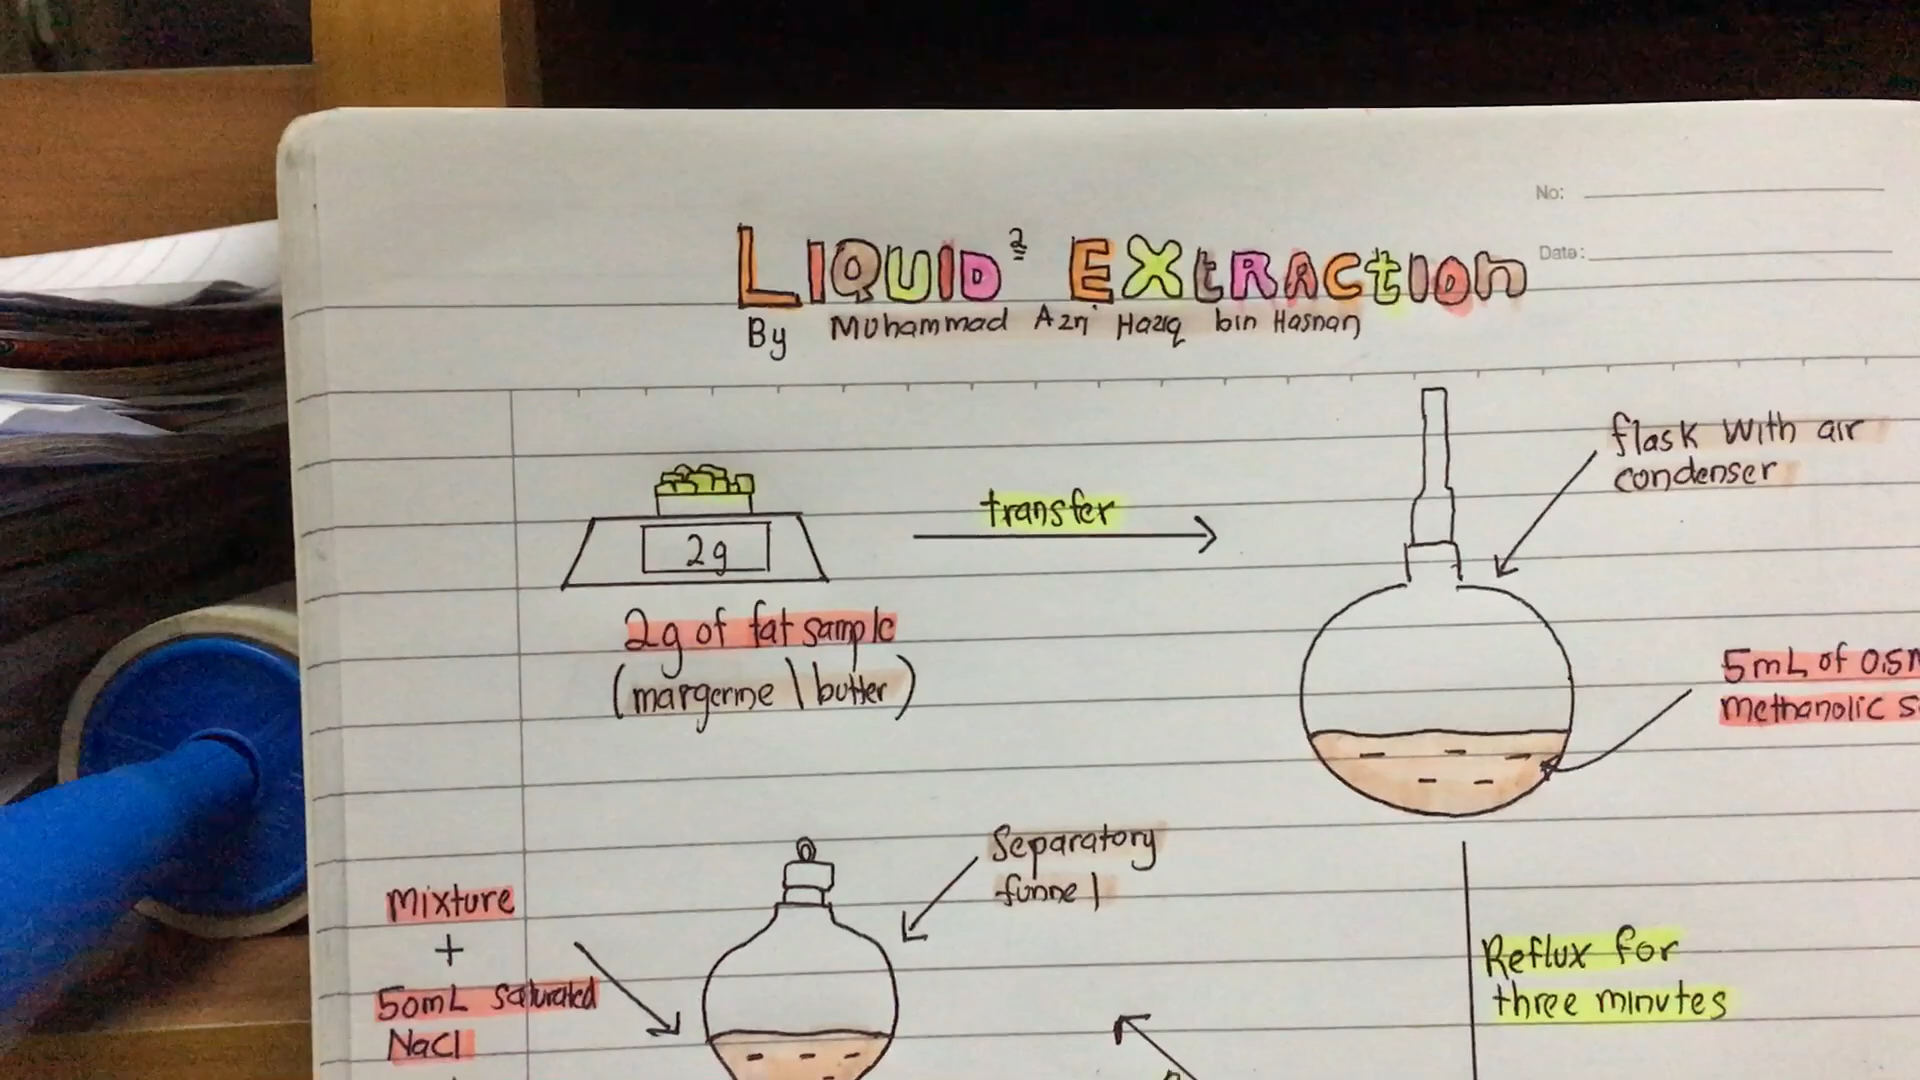 No:
Date:
LIQUID² EXtRACtION
By Muhammad Azri Haziq bin Hasnan
2g
transfer
flask with air
condenser
2g of fat sample
(margerine \ butter)
5mL of 0.5
methanolic
Separatory
funnel
Mixture
+
50mL saturated
NaCl
Reflux for
three minutes